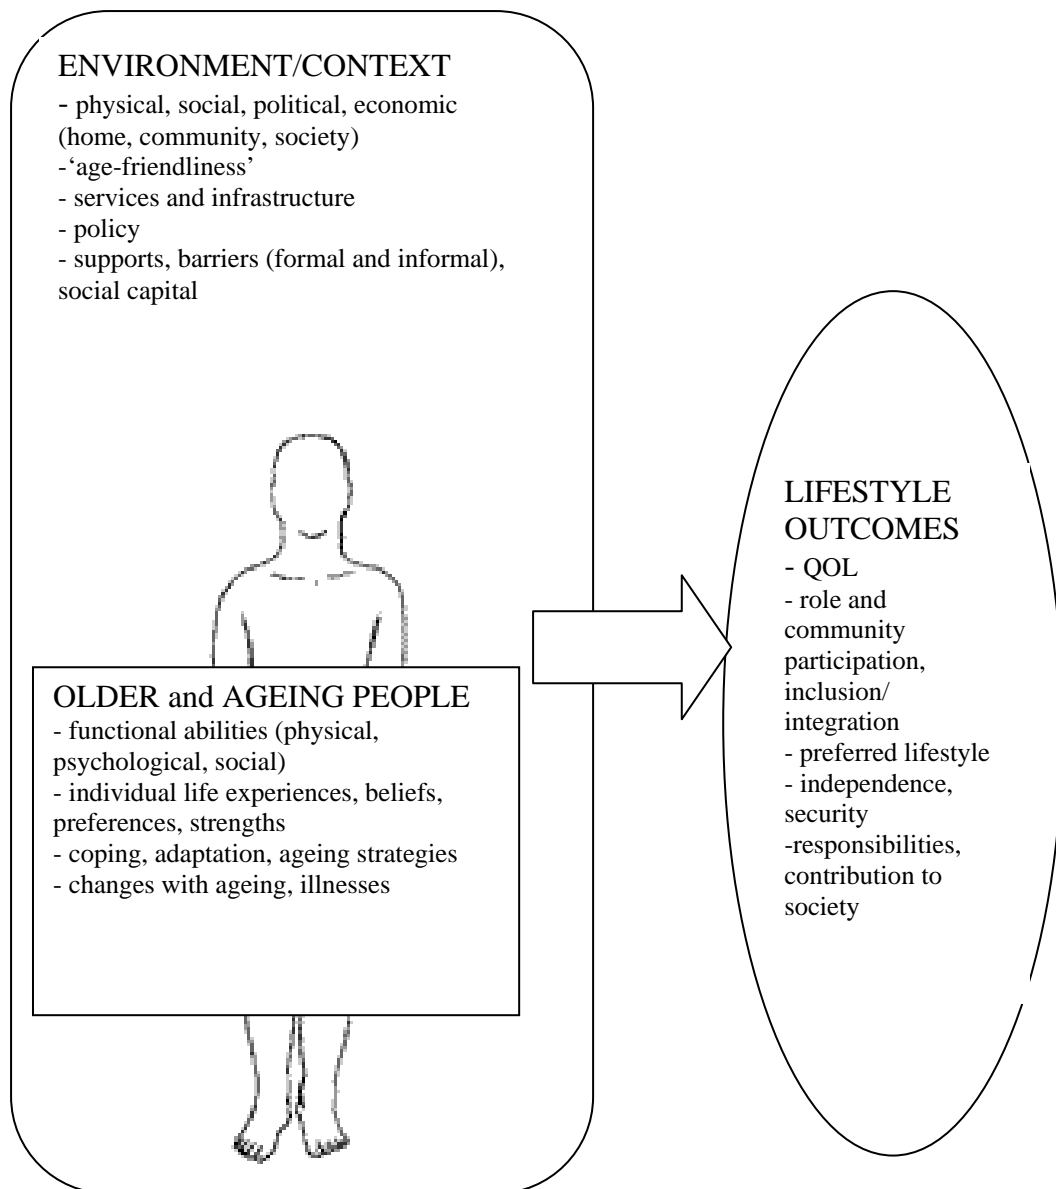 ENVIRONMENT/CONTEXT
- physical, social, political, economic
(home, community, society)
-‘age-friendliness’
- services and infrastructure
- policy
- supports, barriers (formal and informal),
social capital
OLDER and AGEING PEOPLE
- functional abilities (physical,
psychological, social)
- individual life experiences, beliefs,
preferences, strengths
- coping, adaptation, ageing strategies
- changes with ageing, illnesses
LIFESTYLE
OUTCOMES
- QOL
- role and
community
participation,
inclusion/
integration
- preferred lifestyle
- independence,
security
-responsibilities,
contribution to
society